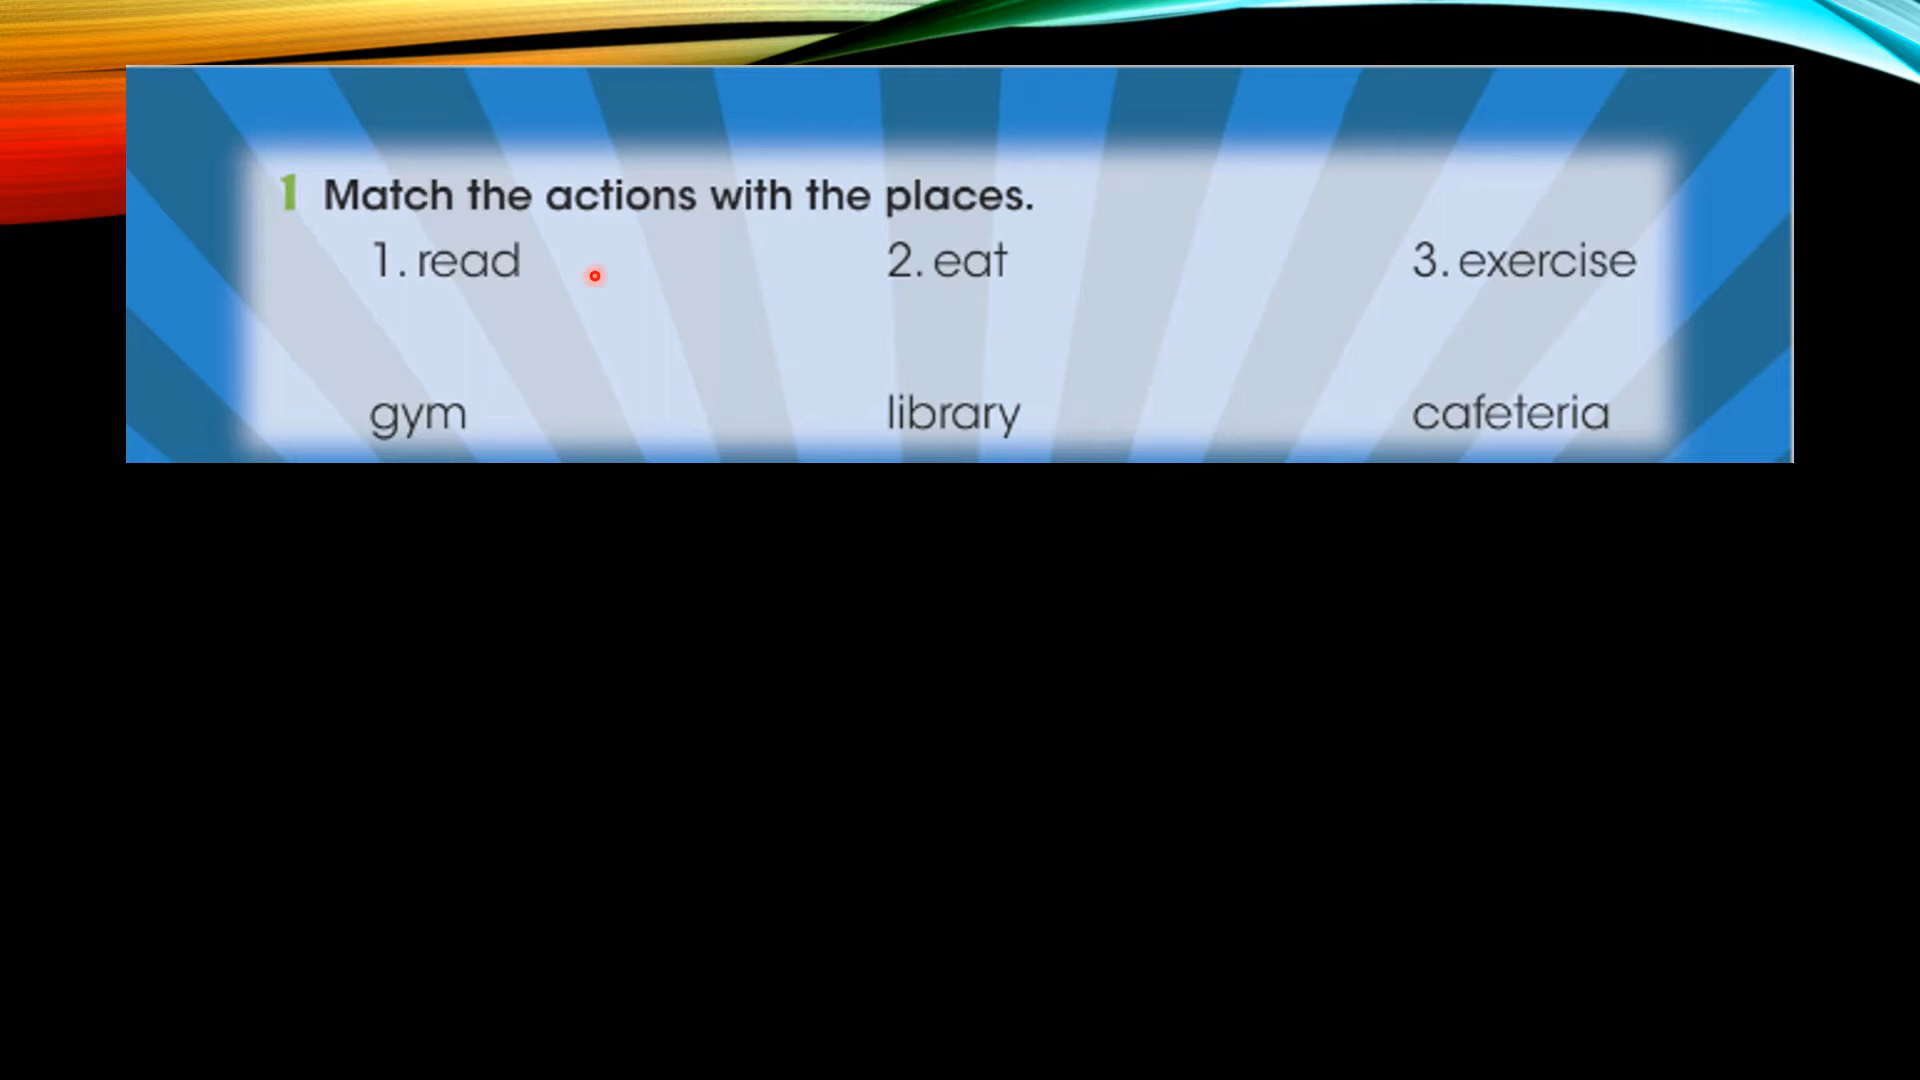 1 Match the actions with the places.
1. read 2. eat 3. exercise
gym library cafeteria